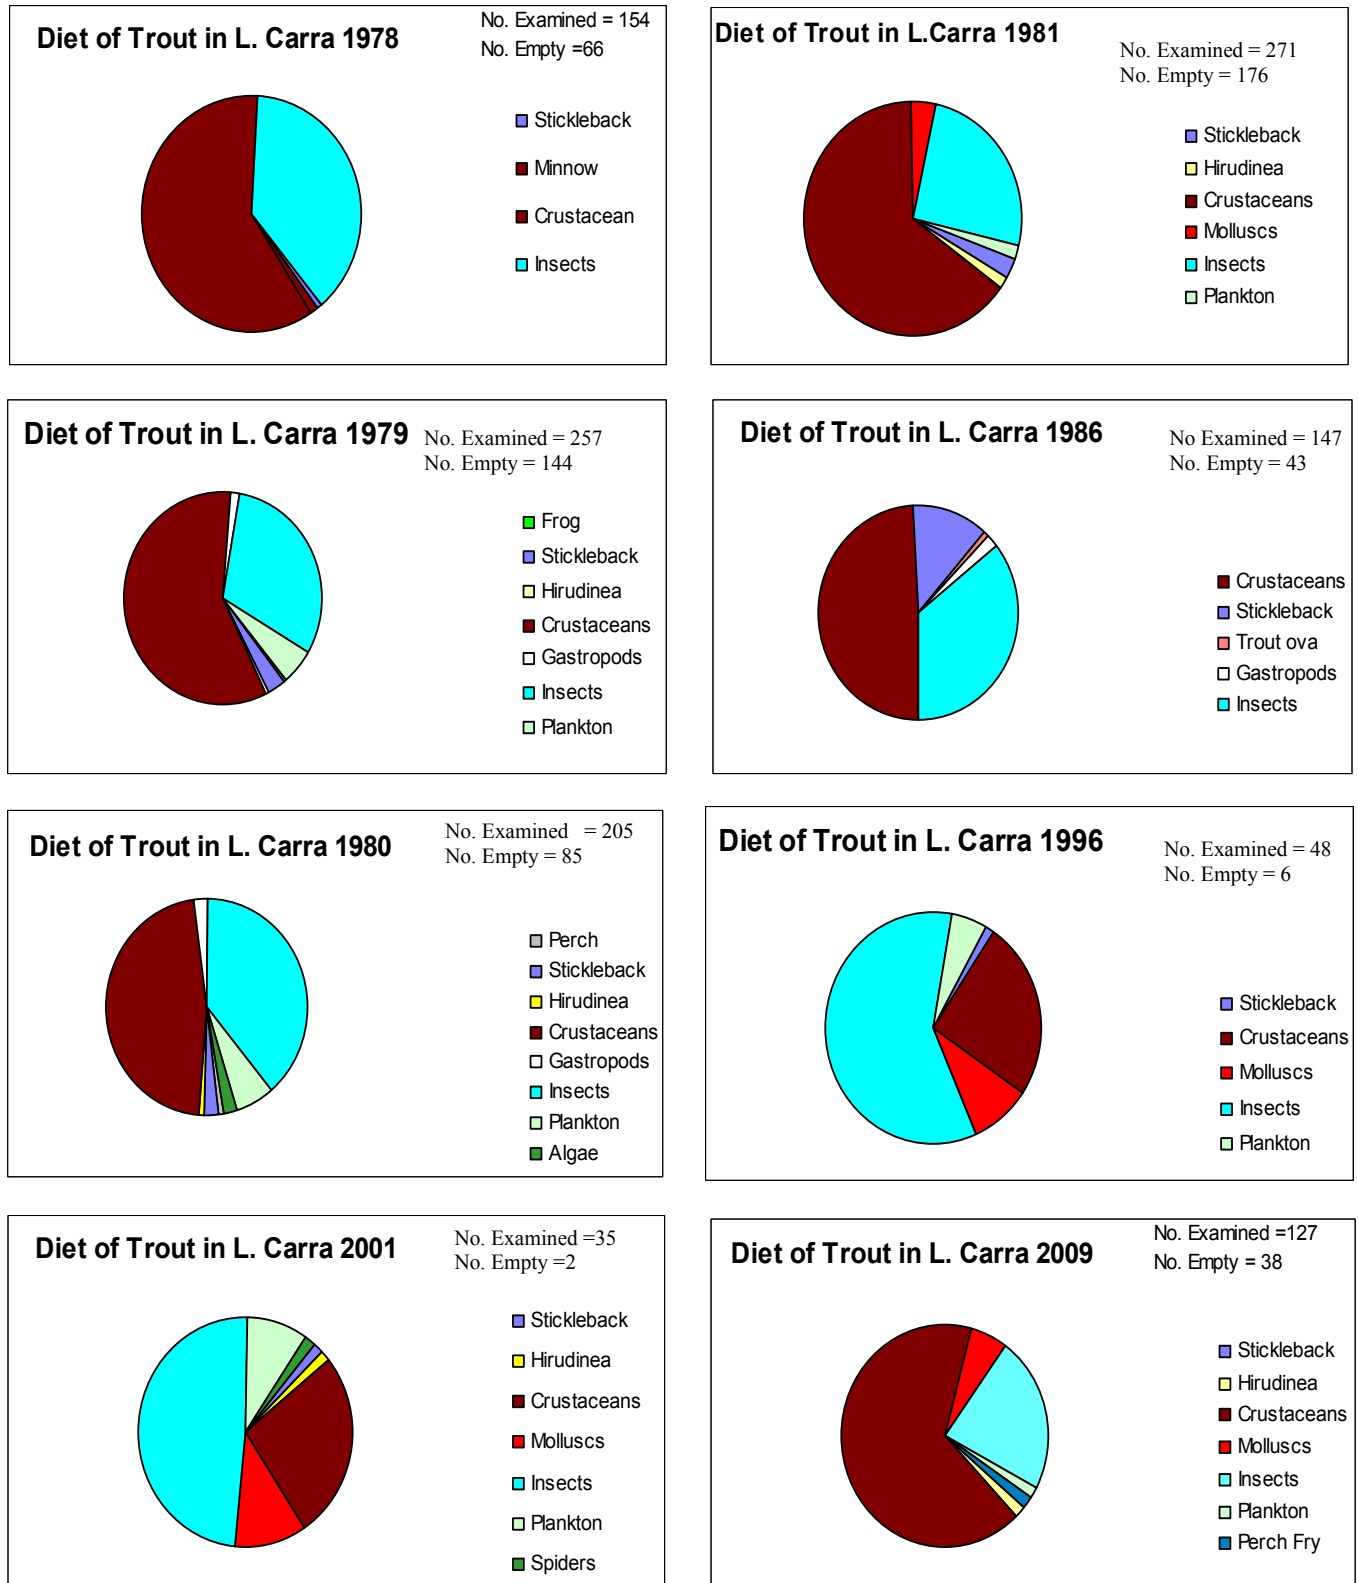 Diet of Trout in L. Carra 1978
No. Examined = 154
No. Empty =66
Stickleback
Minnow
Crustacean
Insects
Diet of Trout in L.Carra 1981
No. Examined = 271
No. Empty = 176
Stickleback
Hirudinea
Crustaceans
Molluscs
Insects
Plankton
Diet of Trout in L. Carra 1979
No. Examined = 257
No. Empty = 144
Frog
Stickleback
Hirudinea
Crustaceans
Gastropods
Insects
Plankton
Diet of Trout in L. Carra 1986
No Examined = 147
No. Empty = 43
Crustaceans
Stickleback
Trout ova
Gastropods
Insects
Diet of Trout in L. Carra 1980
No. Examined = 205
No. Empty = 85
Perch
Stickleback
Hirudinea
Crustaceans
Gastropods
Insects
Plankton
Algae
Diet of Trout in L. Carra 1996
No. Examined = 48
No. Empty = 6
Stickleback
Crustaceans
Molluscs
Insects
Plankton
Diet of Trout in L. Carra 2001
No. Examined =35
No. Empty =2
Stickleback
Hirudinea
Crustaceans
Molluscs
Insects
Plankton
Spiders
Diet of Trout in L. Carra 2009
No. Examined =127
No. Empty = 38
Stickleback
Hirudinea
Crustaceans
Molluscs
Insects
Plankton
Perch Fry